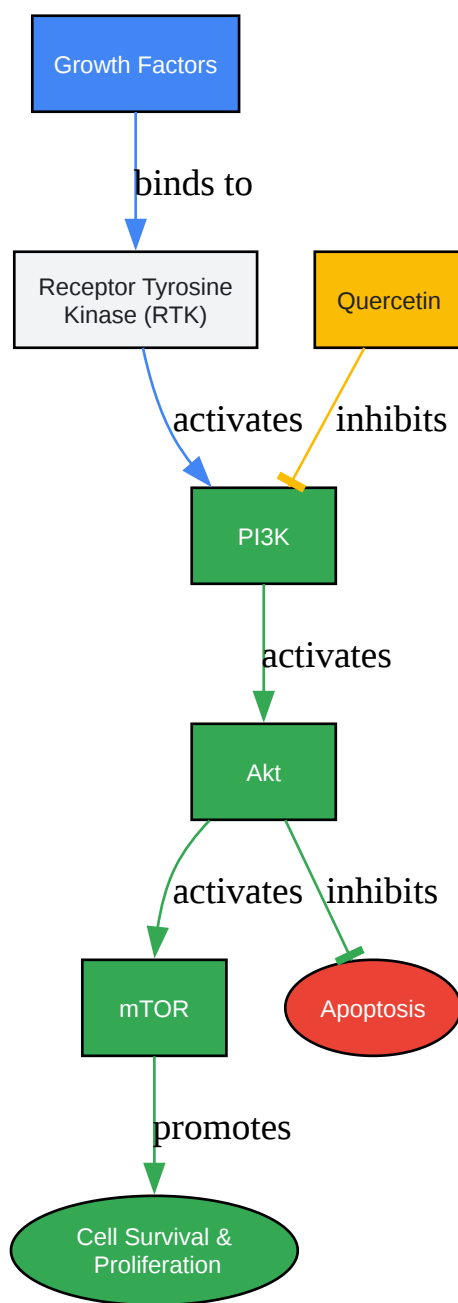 Growth Factors
binds to
Receptor Tyrosine
Kinase (RTK)
Quercetin
activates
inhibits
PI3K
activates
Akt
activates
inhibits
mTOR
Apoptosis
promotes
Cell Survival &
Proliferation